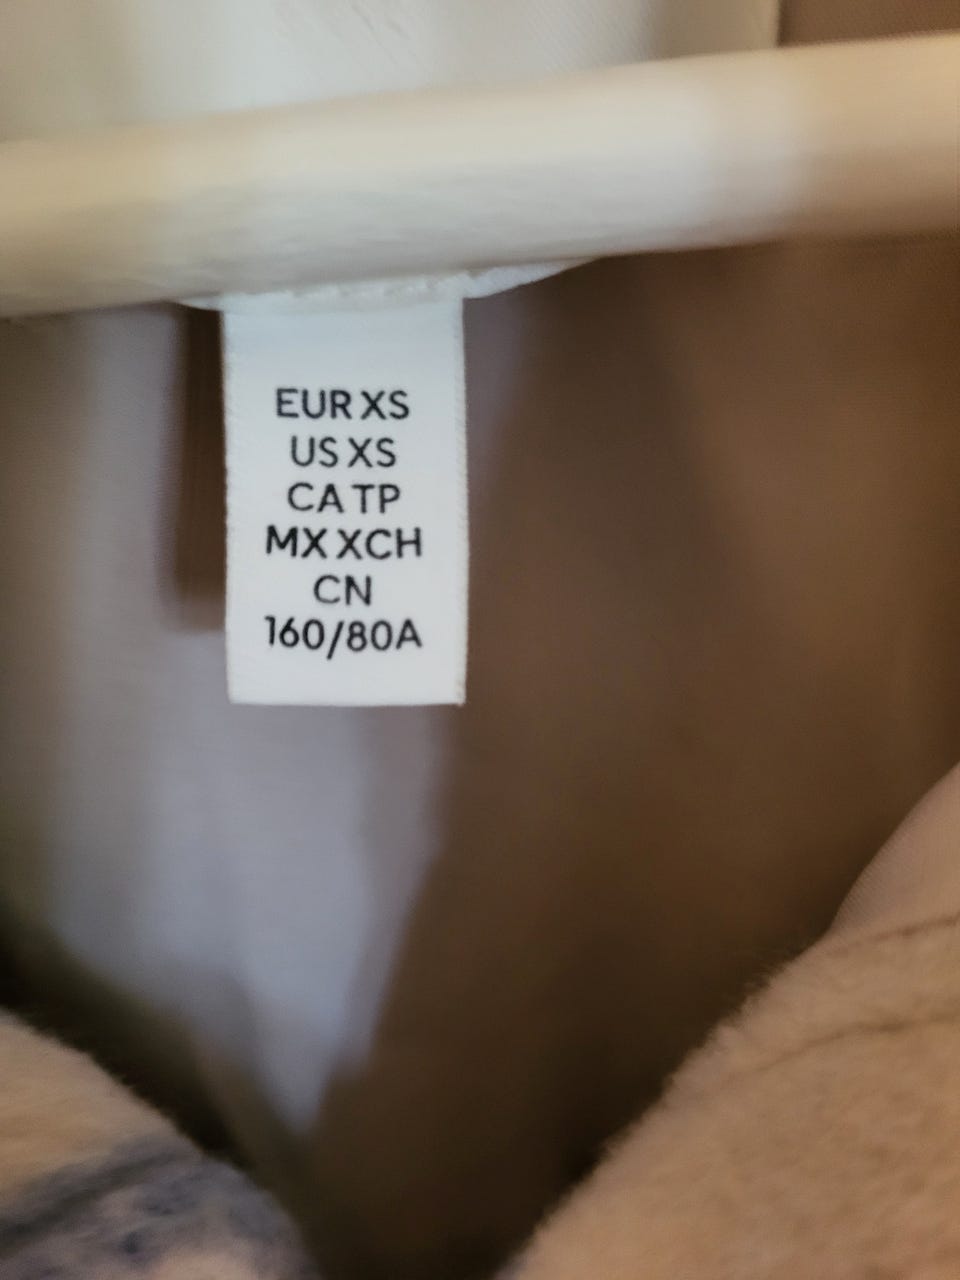 EUR XS
US XS
CA TP
MX XCH
CN
160/80A